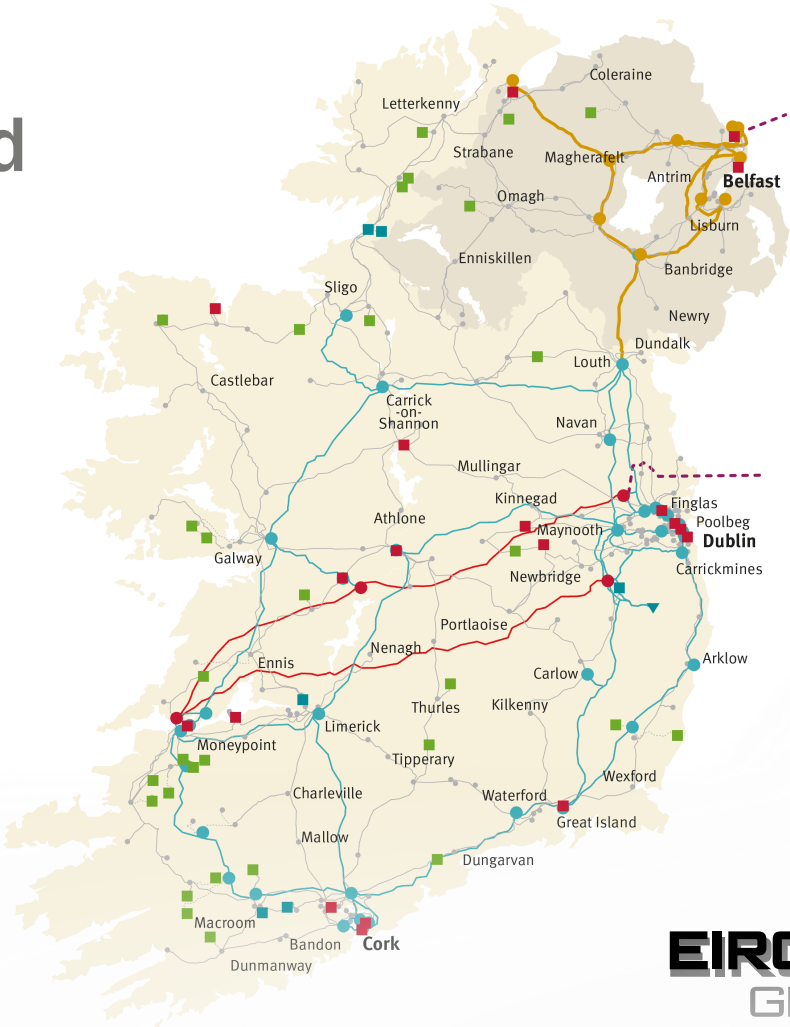 d
Coleraine
Letterkenny
Strabane
Magherafelt
Antrim
Belfast
Omagh
Lisburn
Enniskillen
Banbridge
Sligo
Newry
Dundalk
Louth
Castlebar
Carrick
-on-
Shannon
Navan
Mullingar
Kinnegad
Finglas
Athlone
Maynooth
Poolbeg
Dublin
Galway
Carrickmines
Newbridge
Portlaoise
Nenagh
Ennis
Arklow
Carlow
Thurles
Kilkenny
Limerick
Moneypoint
Tipperary
Wexford
Charleville
Waterford
Great Island
Mallow
Dungarvan
Macroom
Bandon
Cork
Dunmanway